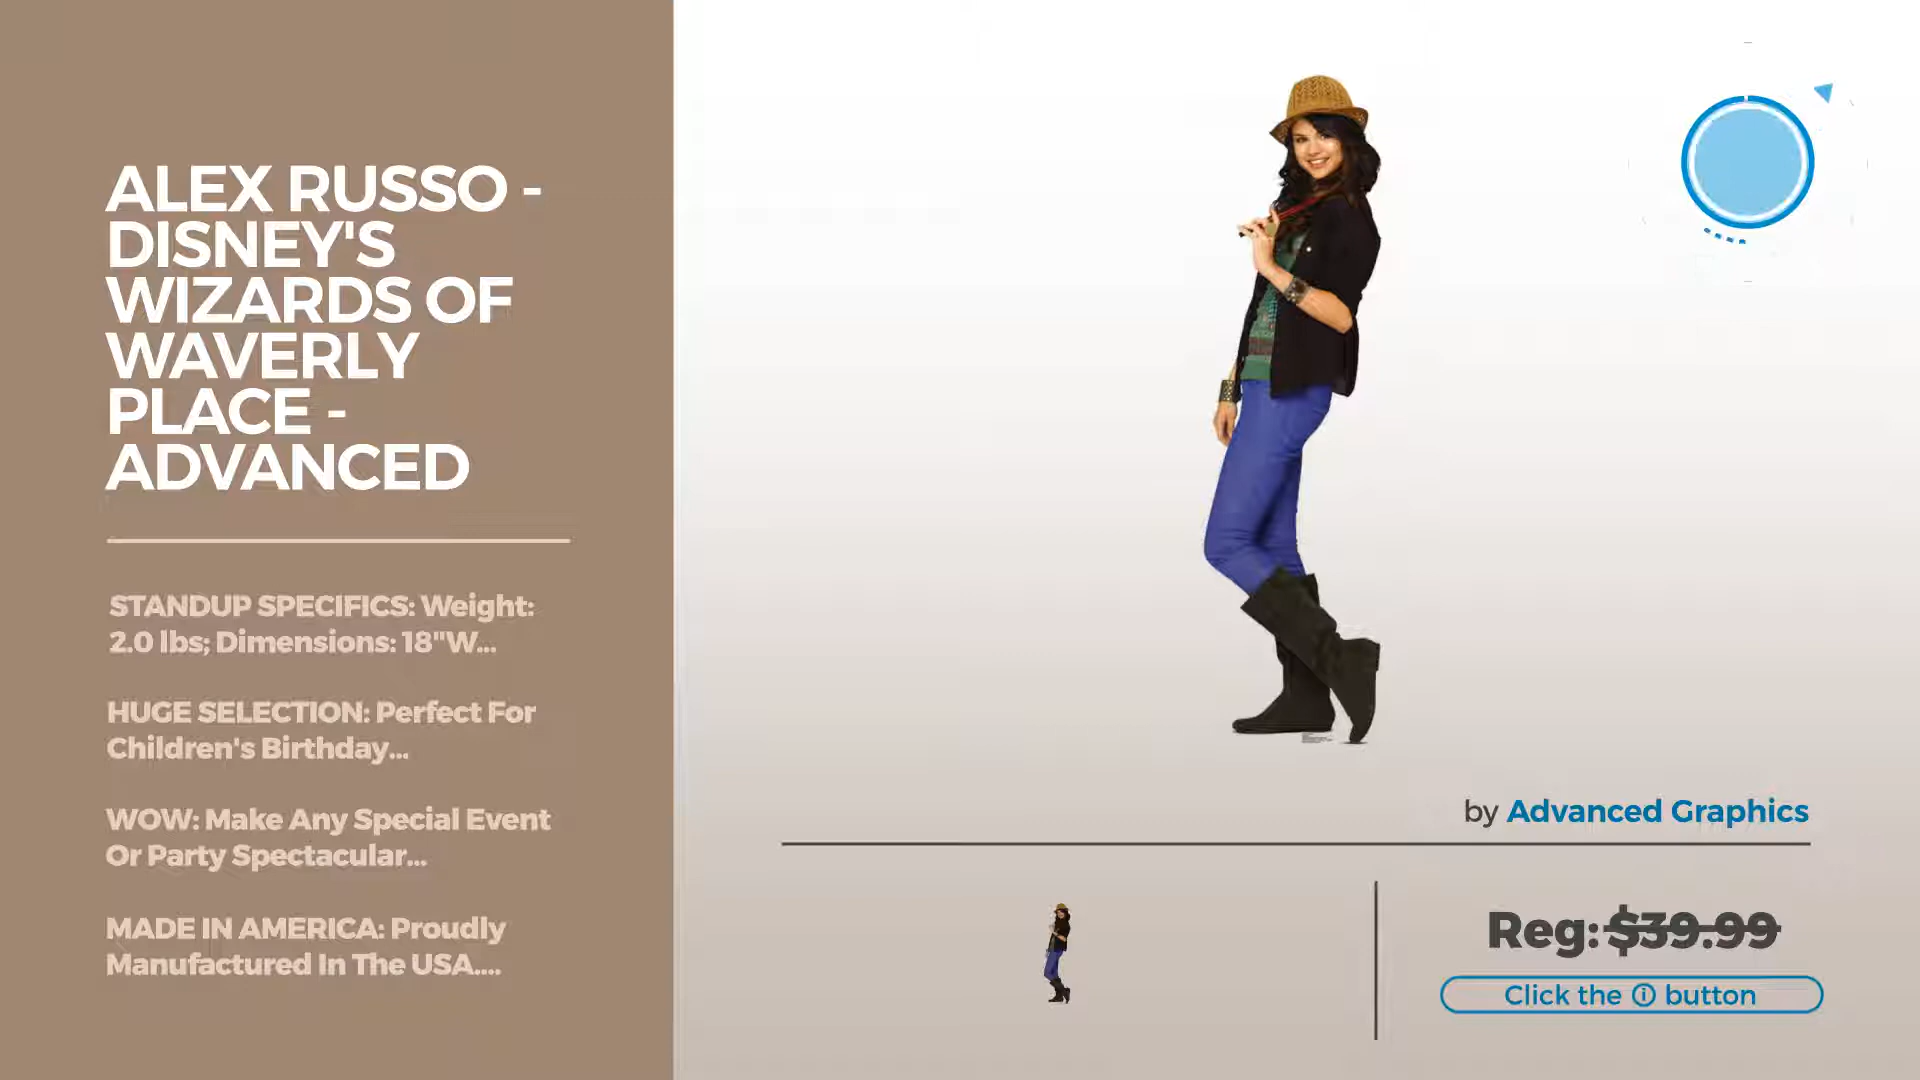 ALEX RUSSO -
DISNEY'S
WIZARDS OF
WAVERLY
PLACE -
ADVANCED
STANDUP SPECIFICS: Weight:
2.0 lbs; Dimensions: 18"W...
HUGE SELECTION: Perfect For
Children's Birthday...
WOW: Make Any Special Event
Or Party Spectacular...
MADE IN AMERICA: Proudly
Manufactured In The USA....
by Advanced Graphics
Reg: $39.99
Click the ⓘ button